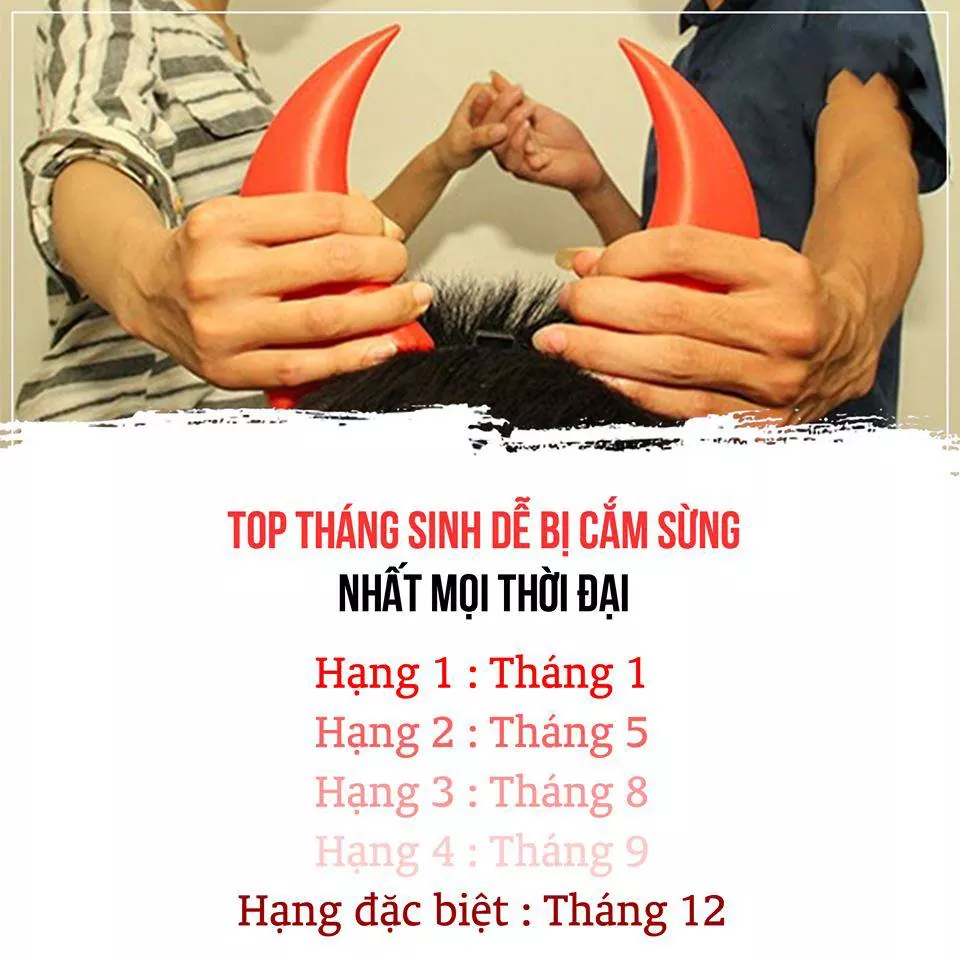 TOP THÁNG SINH DỄ BỊ CẮM SỪNG
NHẤT MỌI THỜI ĐẠI
Hạng 1 : Tháng 1
Hạng 2 : Tháng 5
Hạng 3 : Tháng 8
Hạng 4 : Tháng 9
Hạng đặc biệt : Tháng 12